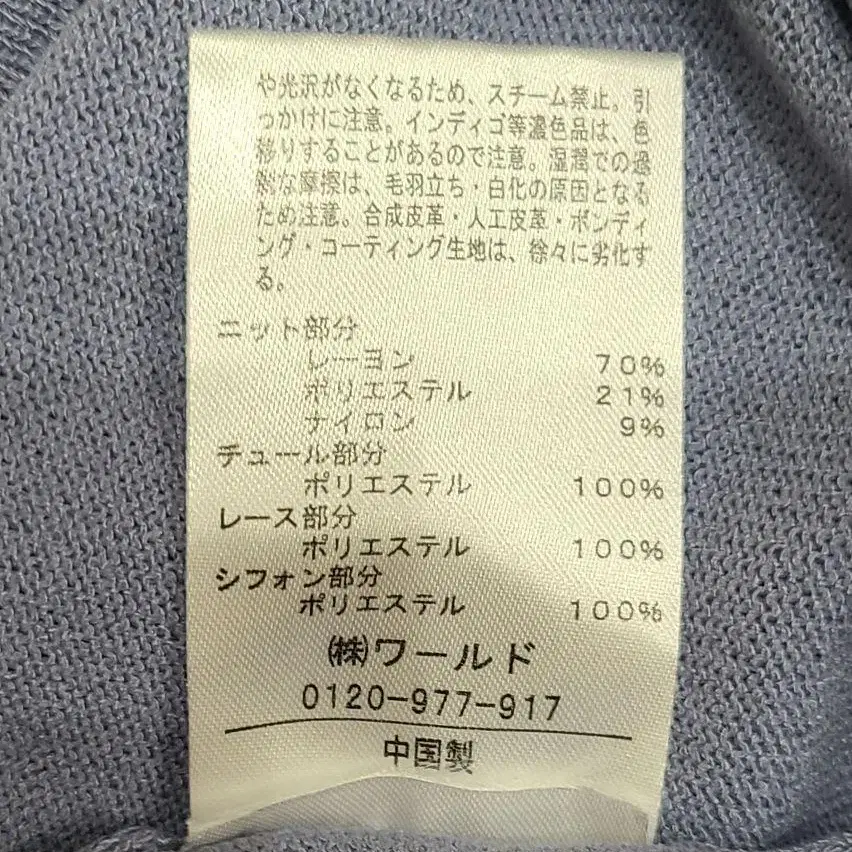 や光沢がなくなるため、スチーム禁止。引
っかけに注意。インディゴ等濃色品は、色
移りすることがあるので注意。湿潤での過
度な摩擦は、毛羽立ち・白化の原因となる
ため注意。合成皮革・人工皮革・ボンディ
ング・コーティング生地は、徐々に劣化す
る。
ニット部分
レーヨン 70%
ポリエステル 21%
ナイロン 9%
チュール部分
ポリエステル 100%
レース部分
ポリエステル 100%
シフォン部分
ポリエステル 100%
㈱ワールド
0120-977-917
中国製